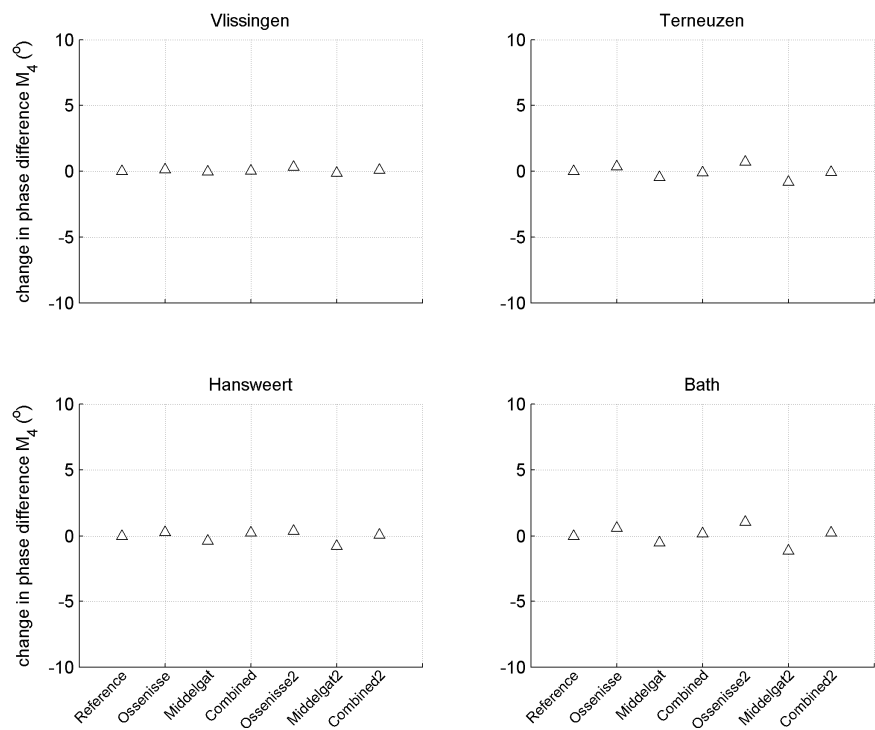 Vlissingen
change in phase difference M4 (º)
10
5
0
-5
-10
Terneuzen
10
5
0
-5
-10
Hansweert
change in phase difference M4 (º)
10
5
0
-5
-10
Reference
Ossenisse
Middelgat
Combined
Ossenisse2
Middelgat2
Combined2
Bath
10
5
0
-5
-10
Reference
Ossenisse
Middelgat
Combined
Ossenisse2
Middelgat2
Combined2